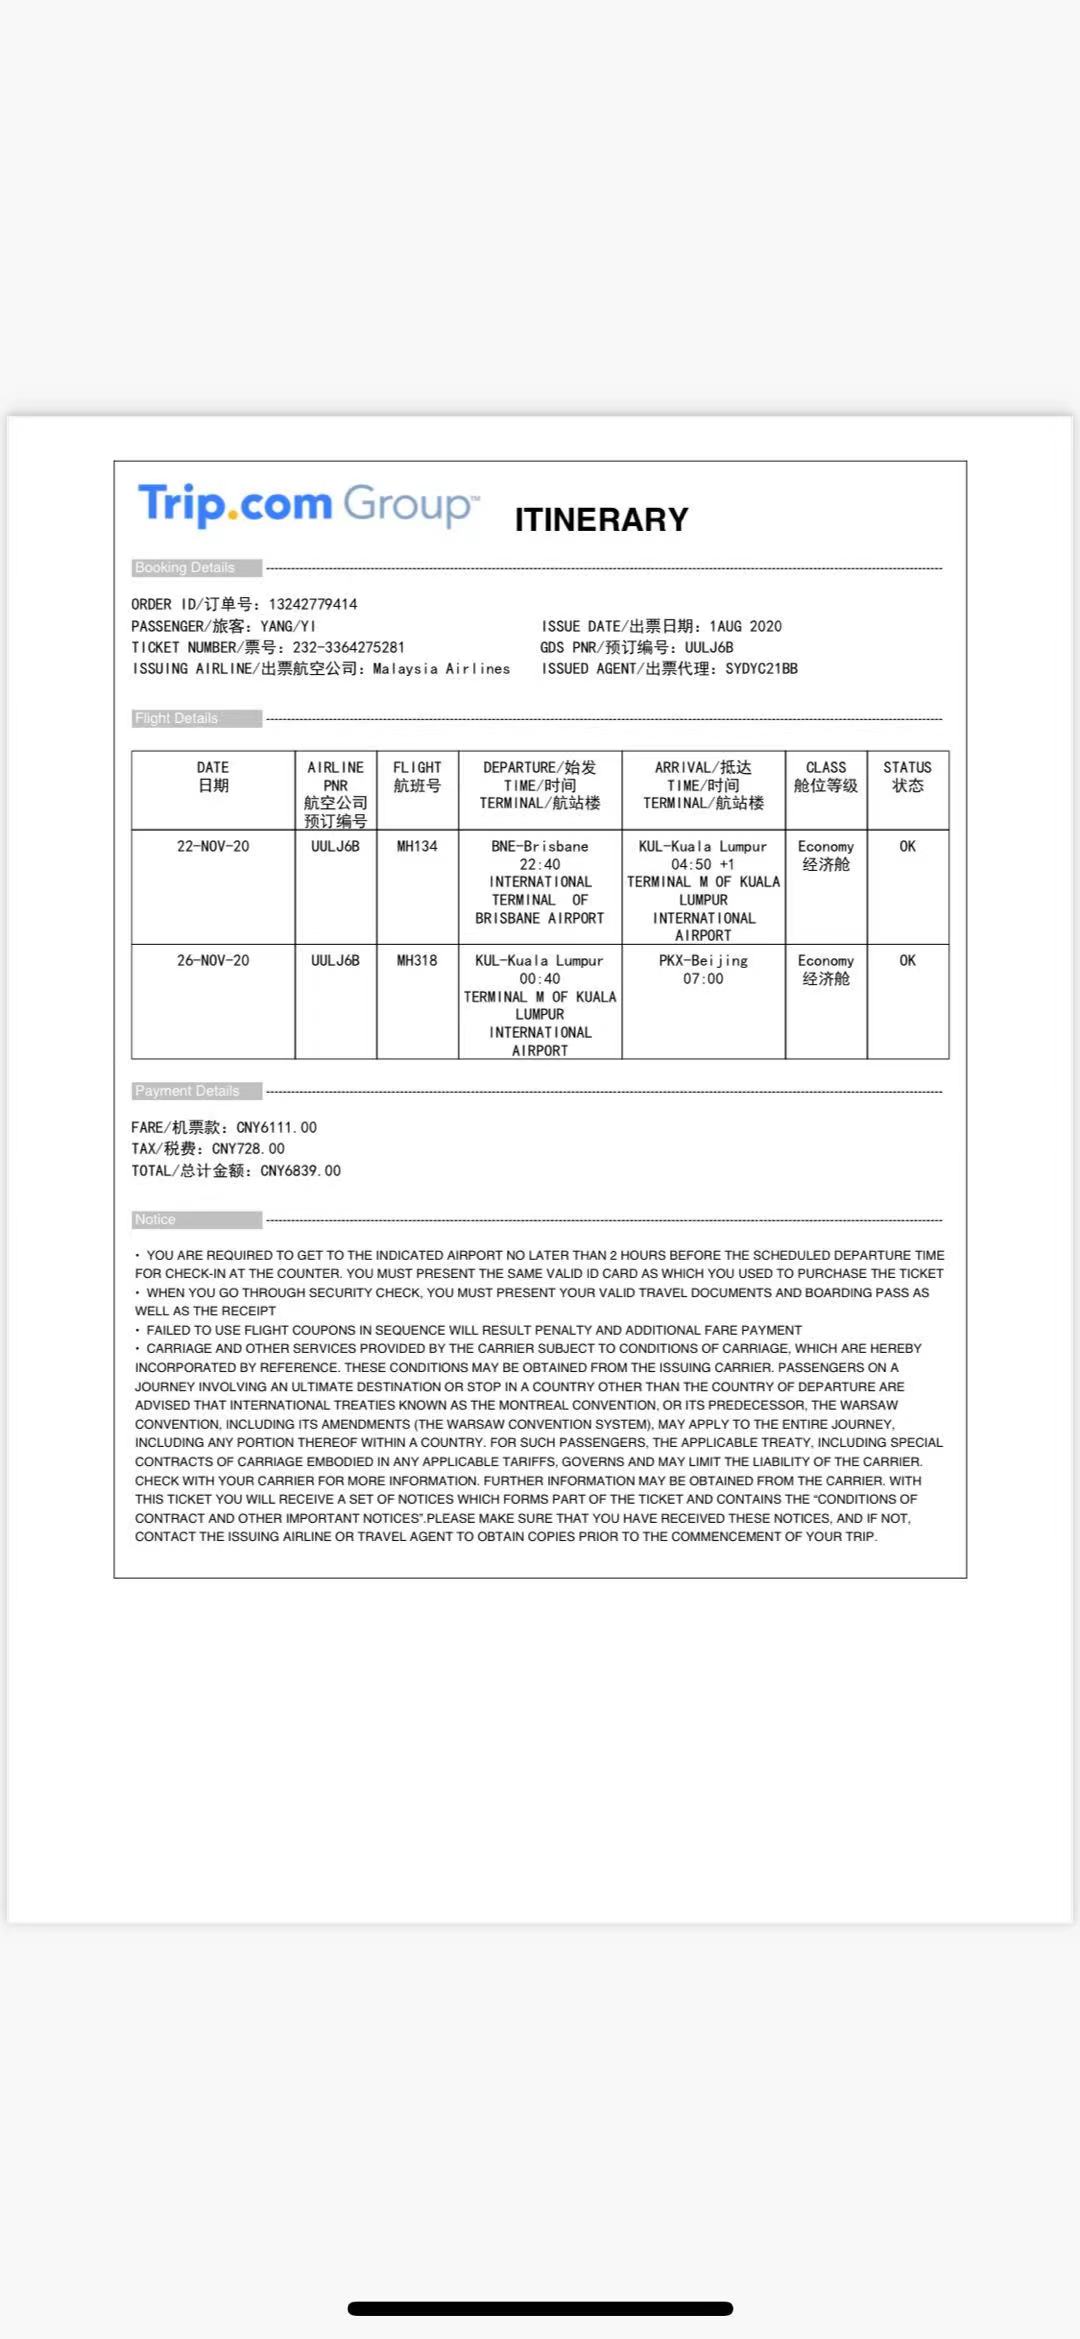 Trip.com Group™ ITINERARY
Booking Details
ORDER ID/订单号: 13242779414
PASSENGER/旅客: YANG/YI
ISSUE DATE/出票日期: 1AUG 2020
TICKET NUMBER/票号: 232-3364275281
GDS PNR/预订编号: UULJ6B
ISSUING AIRLINE/出票航空公司: Malaysia Airlines
ISSUED AGENT/出票代理: SYDYC21BB
Flight Details
DATE
日期
AIRLINE
PNR
航空公司
预订编号
FLIGHT
航班号
DEPARTURE/始发
TIME/时间
TERMINAL/航站楼
ARRIVAL/抵达
TIME/时间
TERMINAL/航站楼
CLASS
舱位等级
STATUS
状态
22-NOV-20
UULJ6B
MH134
BNE-Brisbane
22:40
INTERNATIONAL
TERMINAL OF
BRISBANE AIRPORT
KUL-Kuala Lumpur
04:50 +1
TERMINAL M OF KUALA
LUMPUR
INTERNATIONAL
AIRPORT
Economy
经济舱
OK
26-NOV-20
UULJ6B
MH318
KUL-Kuala Lumpur
00:40
TERMINAL M OF KUALA
LUMPUR
INTERNATIONAL
AIRPORT
PKX-Beijing
07:00
Economy
经济舱
OK
Payment Details
FARE/机票款: CNY6111.00
TAX/税费: CNY728.00
TOTAL/总计金额: CNY6839.00
Notice
• YOU ARE REQUIRED TO GET TO THE INDICATED AIRPORT NO LATER THAN 2 HOURS BEFORE THE SCHEDULED DEPARTURE TIME
FOR CHECK-IN AT THE COUNTER. YOU MUST PRESENT THE SAME VALID ID CARD AS WHICH YOU USED TO PURCHASE THE TICKET
• WHEN YOU GO THROUGH SECURITY CHECK, YOU MUST PRESENT YOUR VALID TRAVEL DOCUMENTS AND BOARDING PASS AS
WELL AS THE RECEIPT
• FAILED TO USE FLIGHT COUPONS IN SEQUENCE WILL RESULT PENALTY AND ADDITIONAL FARE PAYMENT
• CARRIAGE AND OTHER SERVICES PROVIDED BY THE CARRIER SUBJECT TO CONDITIONS OF CARRIAGE, WHICH ARE HEREBY
INCORPORATED BY REFERENCE. THESE CONDITIONS MAY BE OBTAINED FROM THE ISSUING CARRIER. PASSENGERS ON A
JOURNEY INVOLVING AN ULTIMATE DESTINATION OR STOP IN A COUNTRY OTHER THAN THE COUNTRY OF DEPARTURE ARE
ADVISED THAT INTERNATIONAL TREATIES KNOWN AS THE MONTREAL CONVENTION, OR ITS PREDECESSOR, THE WARSAW
CONVENTION, INCLUDING ITS AMENDMENTS (THE WARSAW CONVENTION SYSTEM), MAY APPLY TO THE ENTIRE JOURNEY,
INCLUDING ANY PORTION THEREOF WITHIN A COUNTRY. FOR SUCH PASSENGERS, THE APPLICABLE TREATY, INCLUDING SPECIAL
CONTRACTS OF CARRIAGE EMBODIED IN ANY APPLICABLE TARIFFS, GOVERNS AND MAY LIMIT THE LIABILITY OF THE CARRIER.
CHECK WITH YOUR CARRIER FOR MORE INFORMATION. FURTHER INFORMATION MAY BE OBTAINED FROM THE CARRIER. WITH
THIS TICKET YOU WILL RECEIVE A SET OF NOTICES WHICH FORMS PART OF THE TICKET AND CONTAINS THE “CONDITIONS OF
CONTRACT AND OTHER IMPORTANT NOTICES”.PLEASE MAKE SURE THAT YOU HAVE RECEIVED THESE NOTICES, AND IF NOT,
CONTACT THE ISSUING AIRLINE OR TRAVEL AGENT TO OBTAIN COPIES PRIOR TO THE COMMENCEMENT OF YOUR TRIP.